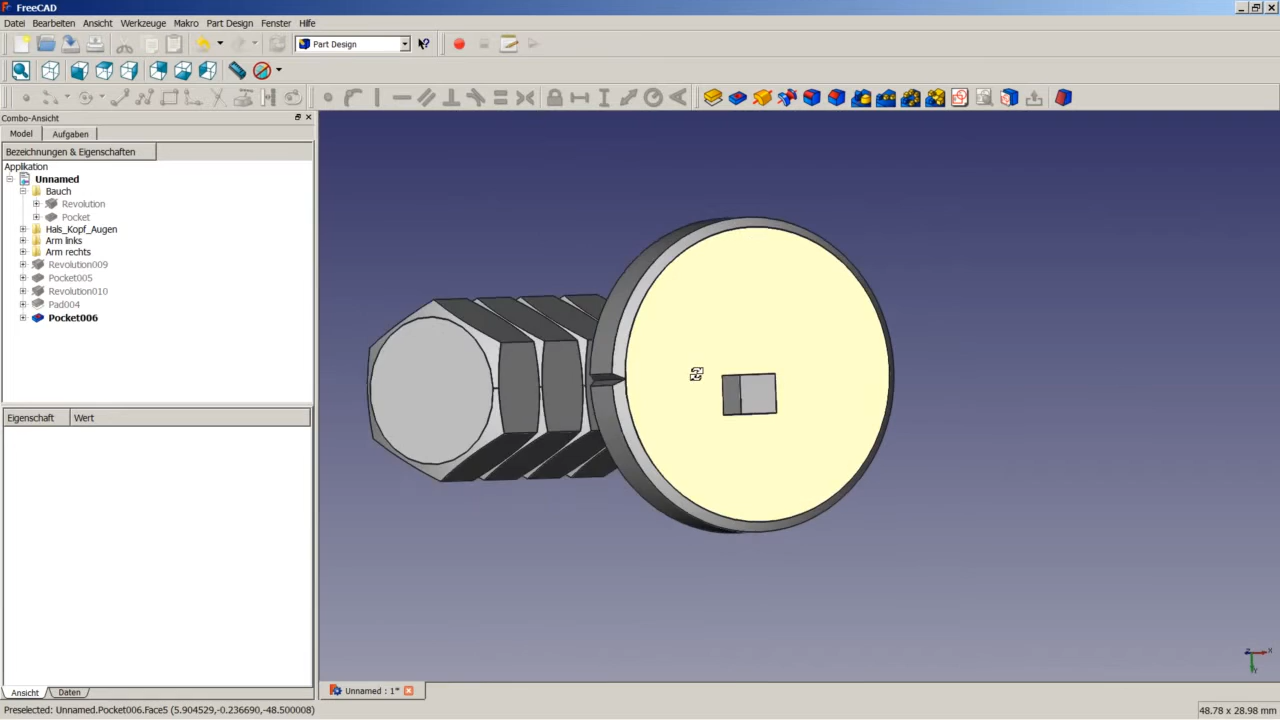 FreeCAD
Datei Bearbeiten Ansicht Werkzeuge Makro Part Design Fenster Hilfe
Part Design
Combo-Ansicht
Model Aufgaben
Bezeichnungen & Eigenschaften
Applikation
Unnamed
Bauch
Revolution
Pocket
Hals_Kopf_Augen
Arm links
Arm rechts
Revolution009
Pocket005
Revolution010
Pad004
Pocket006
Eigenschaft Wert
Ansicht Daten
Unnamed : 1*
X
Y
Z
Preselected: Unnamed.Pocket006.Face5 (5.904529,-0.236690,-48.500008)
48.78 x 28.98 mm